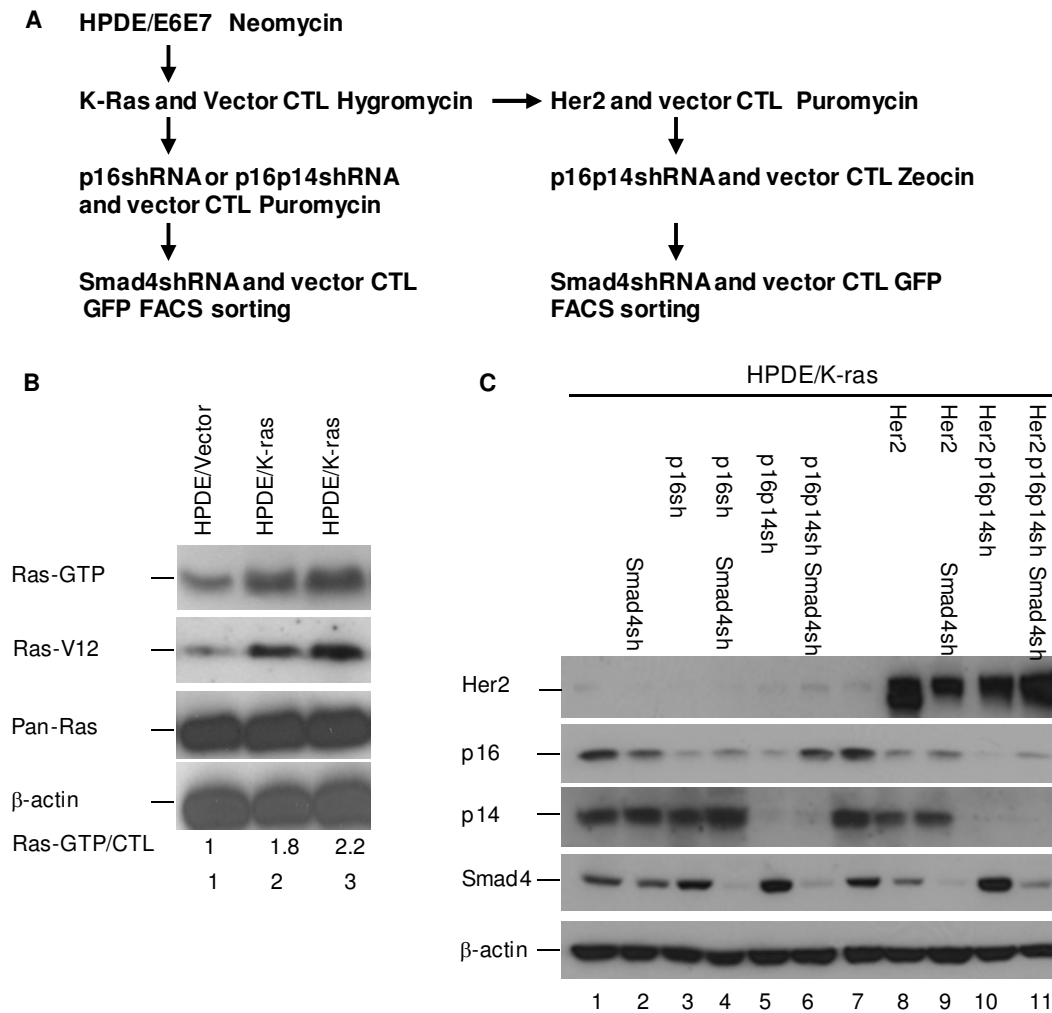 A
HPDE/E6E7 Neomycin
K-Ras and Vector CTL Hygromycin
Her2 and vector CTL Puromycin
p16shRNA or p16p14shRNA
and vector CTL Puromycin
p16p14shRNA and vector CTL Zeocin
Smad4shRNA and vector CTL
GFP FACS sorting
Smad4shRNA and vector CTL GFP
FACS sorting
B
HPDE/Vector
HPDE/K-ras
HPDE/K-ras
Ras-GTP
Ras-V12
Pan-Ras
β-actin
Ras-GTP/CTL 1 1.8 2.2
1 2 3
C
HPDE/K-ras
Smad4sh
p16sh
p16sh Smad4sh
p16p14sh
p16p14sh Smad4sh
Her2
Her2 Smad4sh
Her2 p16p14sh
Her2 p16p14sh Smad4sh
Her2
p16
p14
Smad4
β-actin
1 2 3 4 5 6 7 8 9 10 11